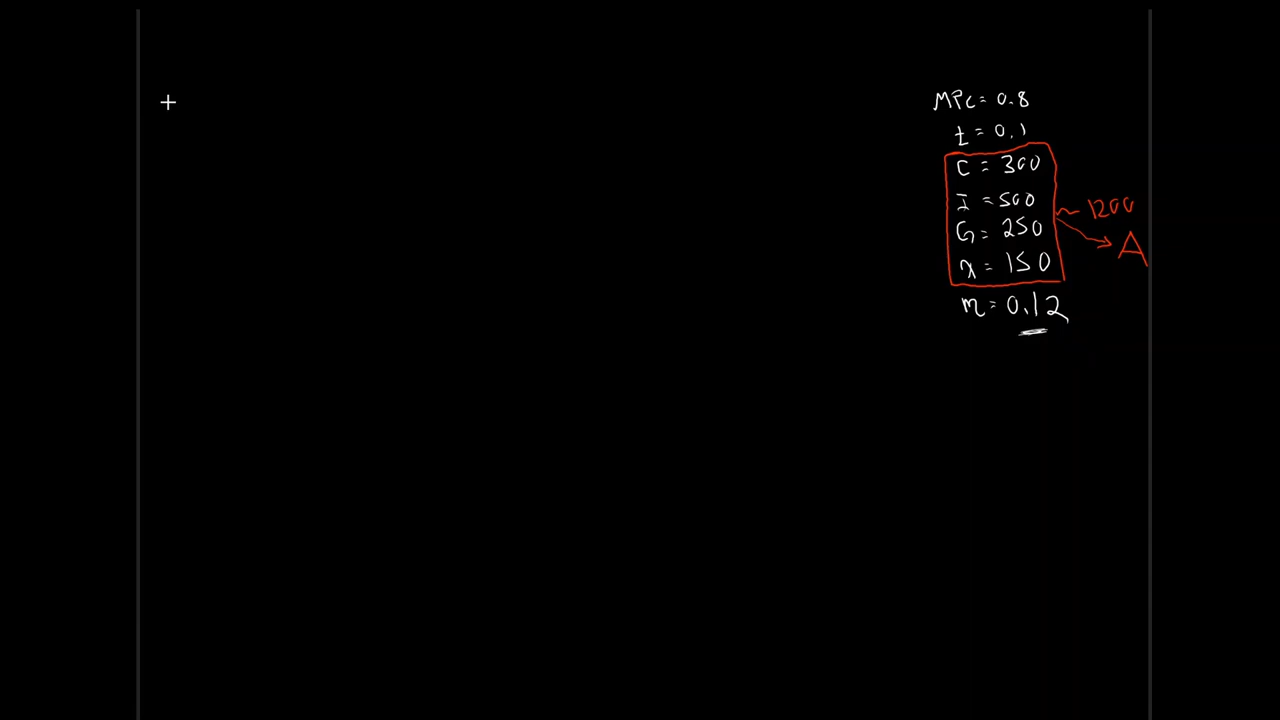 MPC = 0.8
t = 0.1
C = 300
I = 500
G = 250
x = 150
m = 0.12
1200
A